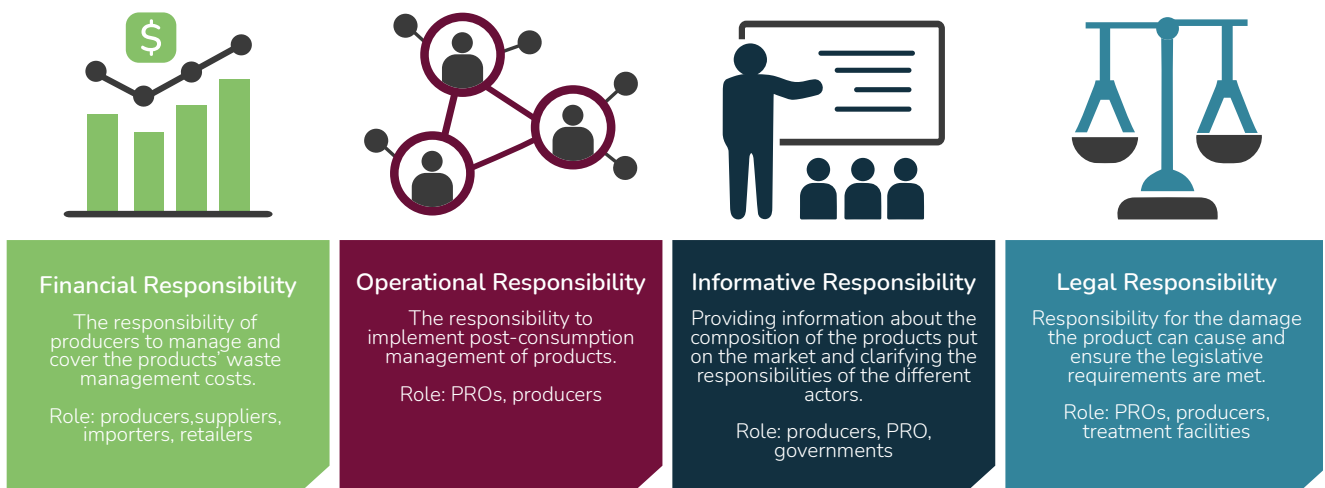 $
Financial Responsibility
The responsibility of
producers to manage and
cover the products' waste
management costs.
Role: producers,suppliers,
importers, retailers
Operational Responsibility
The responsibility to
implement post-consumption
management of products.
Role: PROs, producers
Informative Responsibility
Providing information about the
composition of the products put
on the market and clarifying the
responsibilities of the different
actors.
Role: producers, PRO,
governments
Legal Responsibility
Responsibility for the damage
the product can cause and
ensure the legislative
requirements are met.
Role: PROs, producers,
treatment facilities